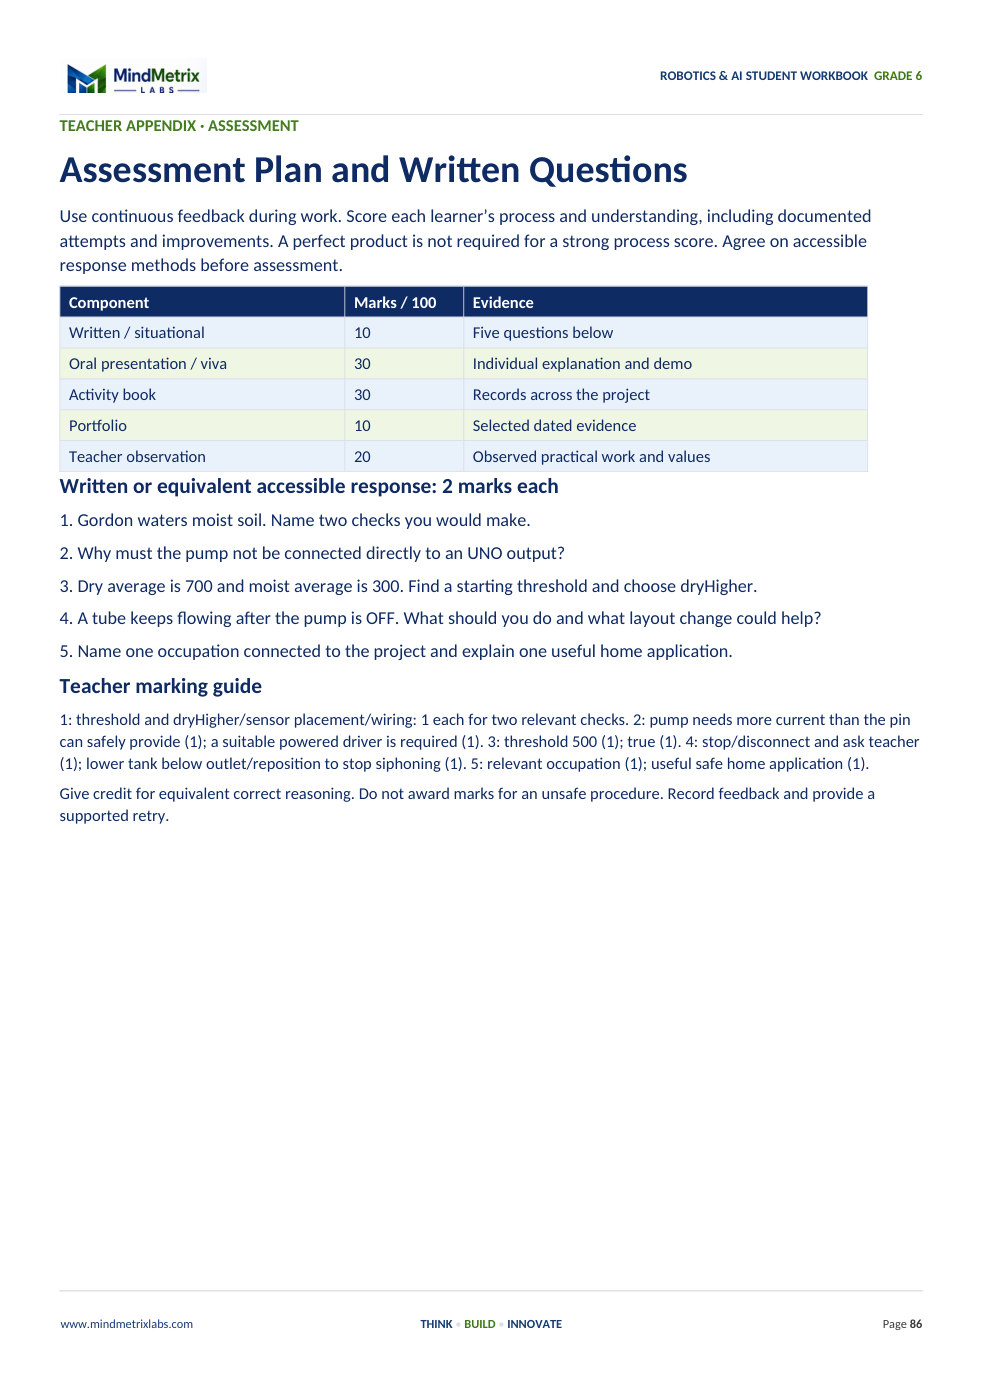 MindMetrix
LABS
ROBOTICS & AI STUDENT WORKBOOK GRADE 6
TEACHER APPENDIX · ASSESSMENT
Assessment Plan and Written Questions
Use continuous feedback during work. Score each learner’s process and understanding, including documented
attempts and improvements. A perfect product is not required for a strong process score. Agree on accessible
response methods before assessment.
Component Marks / 100 Evidence
Written / situational 10 Five questions below
Oral presentation / viva 30 Individual explanation and demo
Activity book 30 Records across the project
Portfolio 10 Selected dated evidence
Teacher observation 20 Observed practical work and values
Written or equivalent accessible response: 2 marks each
1. Gordon waters moist soil. Name two checks you would make.
2. Why must the pump not be connected directly to an UNO output?
3. Dry average is 700 and moist average is 300. Find a starting threshold and choose dryHigher.
4. A tube keeps flowing after the pump is OFF. What should you do and what layout change could help?
5. Name one occupation connected to the project and explain one useful home application.
Teacher marking guide
1: threshold and dryHigher/sensor placement/wiring: 1 each for two relevant checks. 2: pump needs more current than the pin
can safely provide (1); a suitable powered driver is required (1). 3: threshold 500 (1); true (1). 4: stop/disconnect and ask teacher
(1); lower tank below outlet/reposition to stop siphoning (1). 5: relevant occupation (1); useful safe home application (1).
Give credit for equivalent correct reasoning. Do not award marks for an unsafe procedure. Record feedback and provide a
supported retry.
www.mindmetrixlabs.com
THINK • BUILD • INNOVATE
Page 86